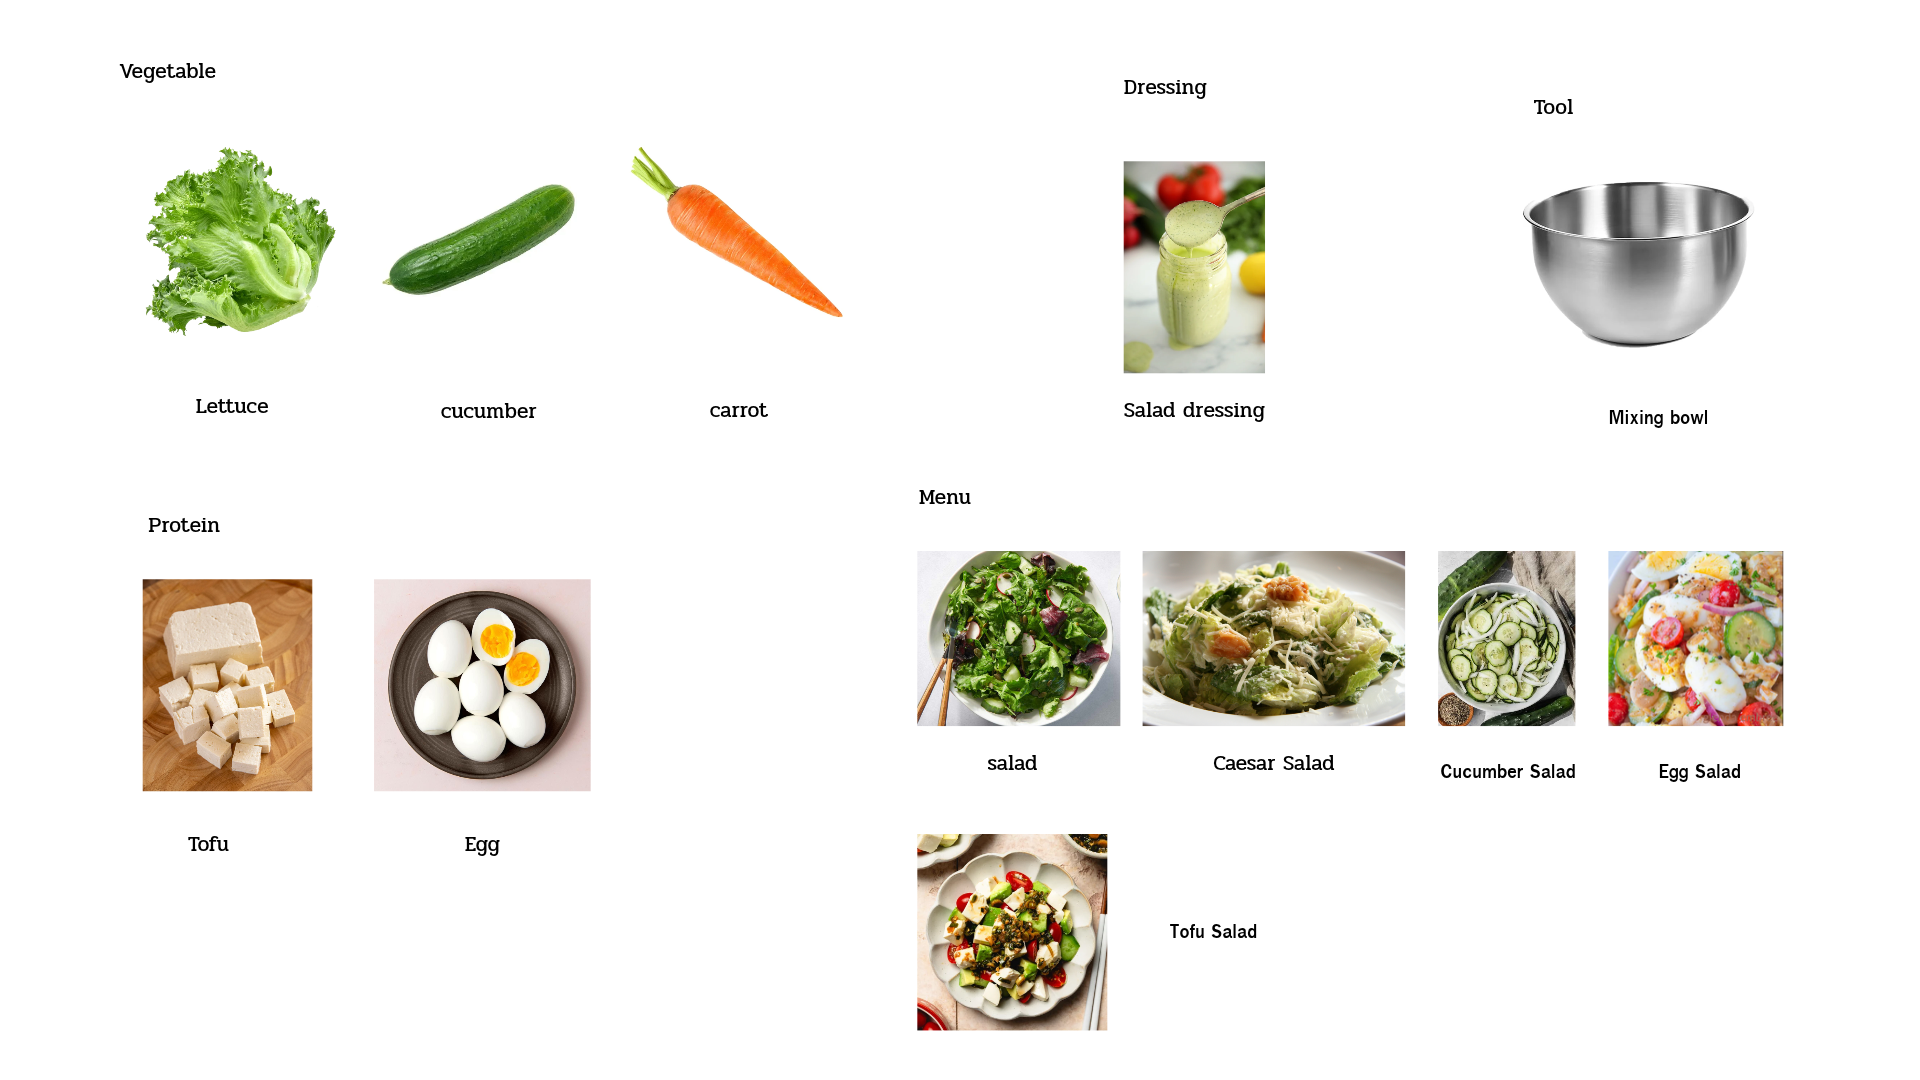 Vegetable
Dressing
Tool
Lettuce
cucumber
carrot
Salad dressing
Mixing bowl
Protein
Menu
Tofu
Egg
salad
Caesar Salad
Cucumber Salad
Egg Salad
Tofu Salad